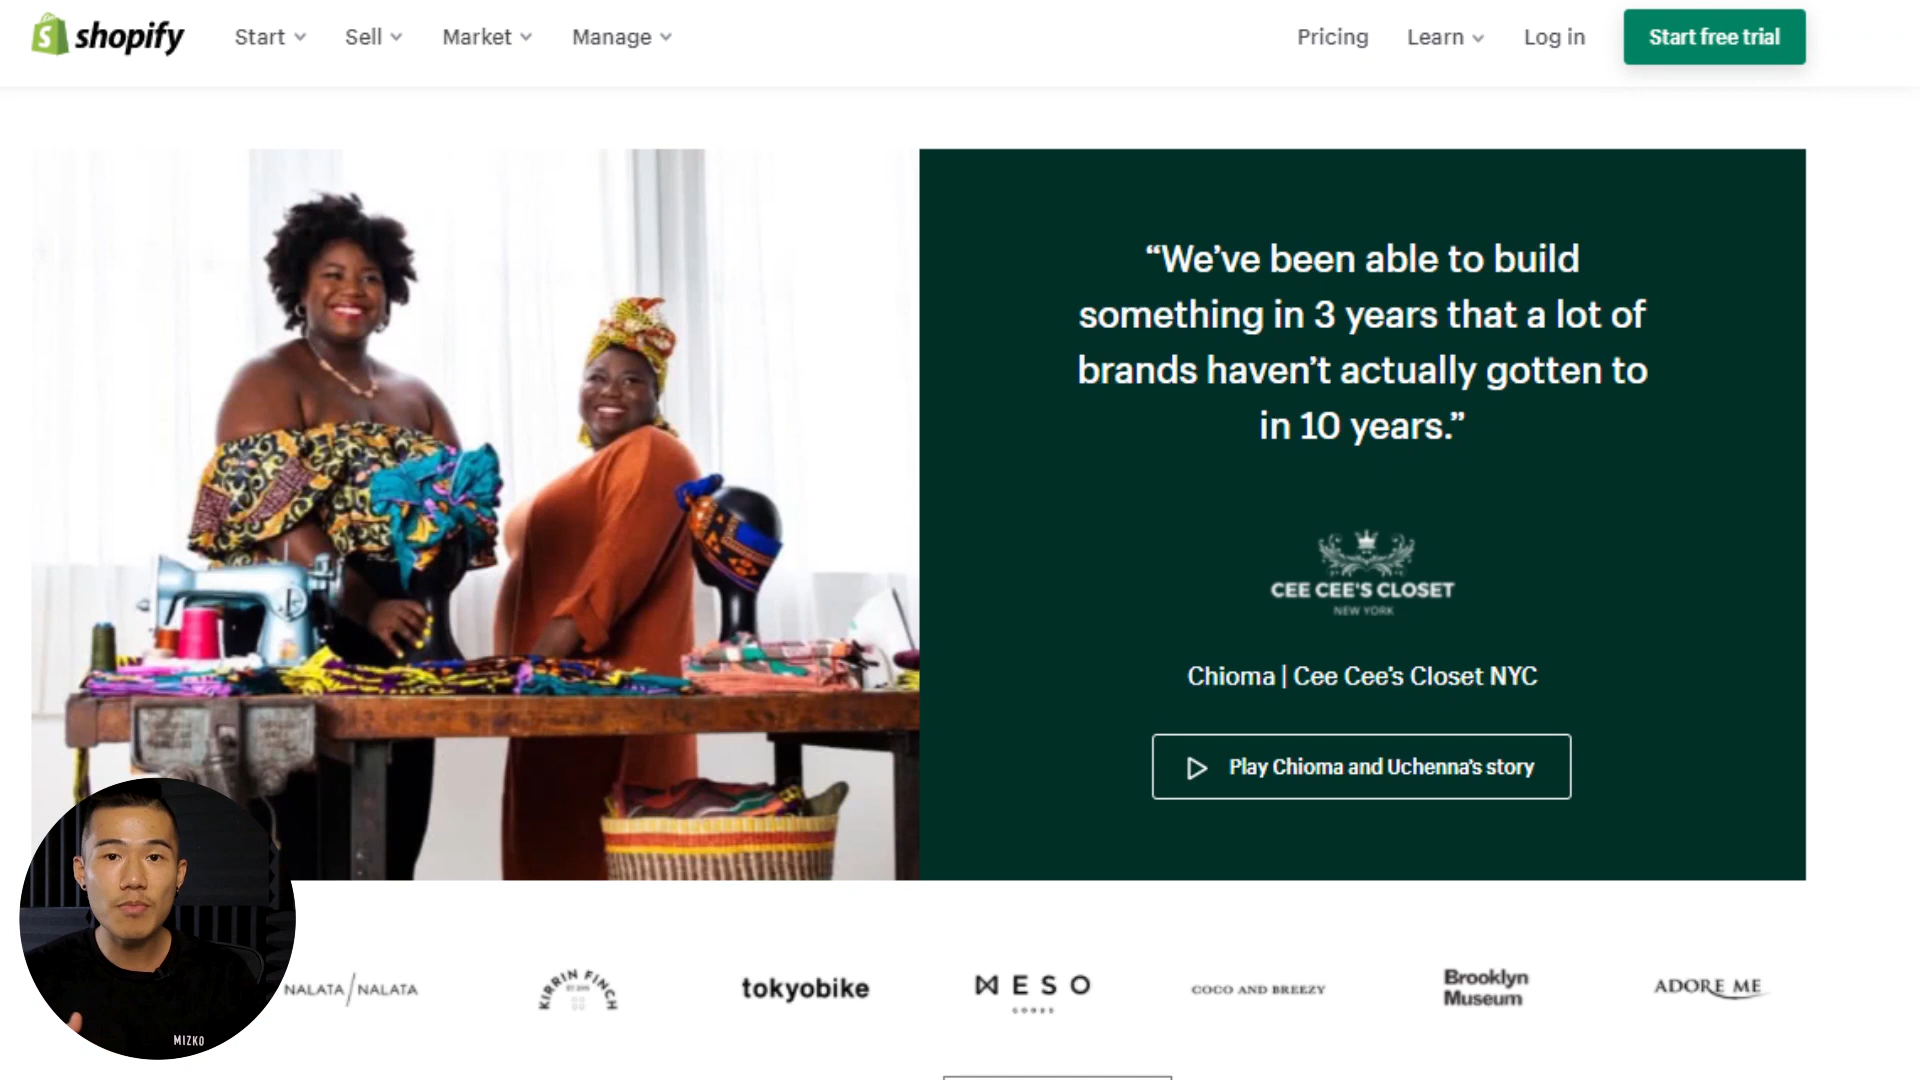 shopify
Start
Sell
Market
Manage
Pricing
Learn
Log in
Start free trial
“We’ve been able to build
something in 3 years that a lot of
brands haven’t actually gotten to
in 10 years.”
CEE CEE'S CLOSET
NEW YORK
Chioma | Cee Cee’s Closet NYC
Play Chioma and Uchenna’s story
MIZKO
NALATA/NALATA
KIRRIN FINCH
tokyobike
MESO
GOODS
COCO AND BREEZY
Brooklyn
Museum
ADORE ME